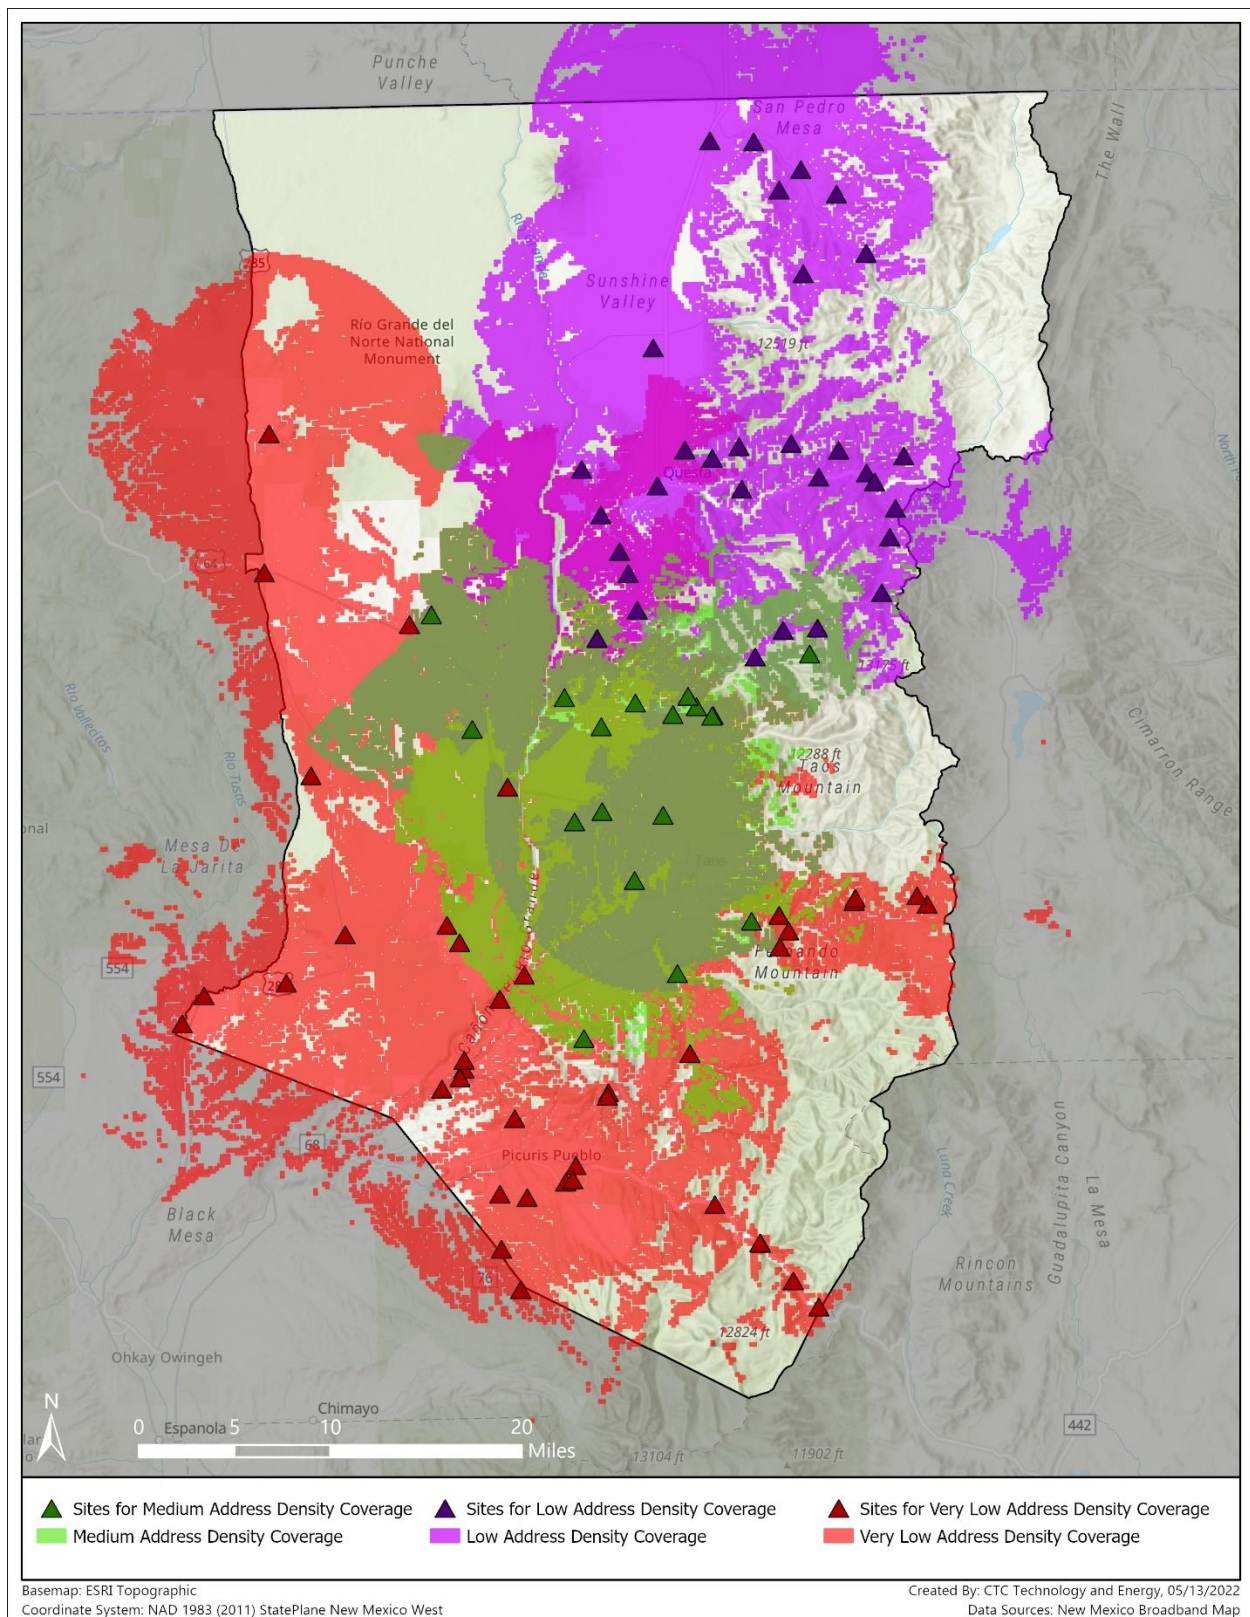 Punche
Valley
San Pedro
Mesa
The Wall
285
Sunshine
Valley
Río Grande del
Norte National
Monument
12519 ft
Questa
64
13175 ft
Rio Vallecitos
Rio Tusas
12288 ft
Taos
Mountain
Cimarron Range
Mesa De
La Jarita
Taos
554
Fernando
Mountain
554
68
Picuris Pueblo
Black
Mesa
76
Luna Creek
Guadalupita Canyon
La Mesa
Rincon
Mountains
12824 ft
Ohkay Owingeh
N
Chimayo
Espanola
0 5 10 20
Miles
442
13104 ft
11902 ft
Sites for Medium Address Density Coverage Sites for Low Address Density Coverage Sites for Very Low Address Density Coverage
Medium Address Density Coverage Low Address Density Coverage Very Low Address Density Coverage
Basemap: ESRI Topographic Created By: CTC Technology and Energy, 05/13/2022
Coordinate System: NAD 1983 (2011) StatePlane New Mexico West Data Sources: New Mexico Broadband Map